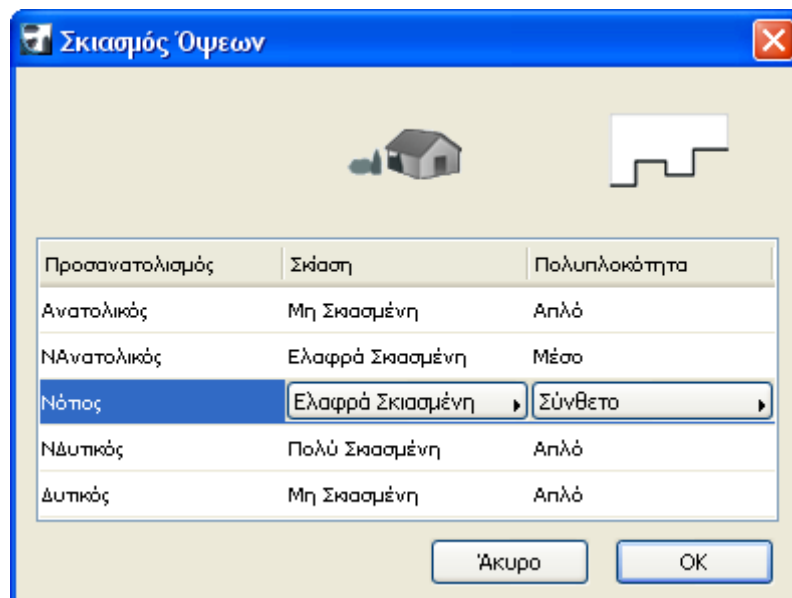 Σκιασμός Όψεων
Προσανατολισμός Σκίαση Πολυπλοκότητα
Ανατολικός Μη Σκιασμένη Απλό
ΝΑνατολικός Ελαφρά Σκιασμένη Μέσο
Νότιος Ελαφρά Σκιασμένη Σύνθετο
ΝΔυτικός Πολύ Σκιασμένη Απλό
Δυτικός Μη Σκιασμένη Απλό
Άκυρο OK